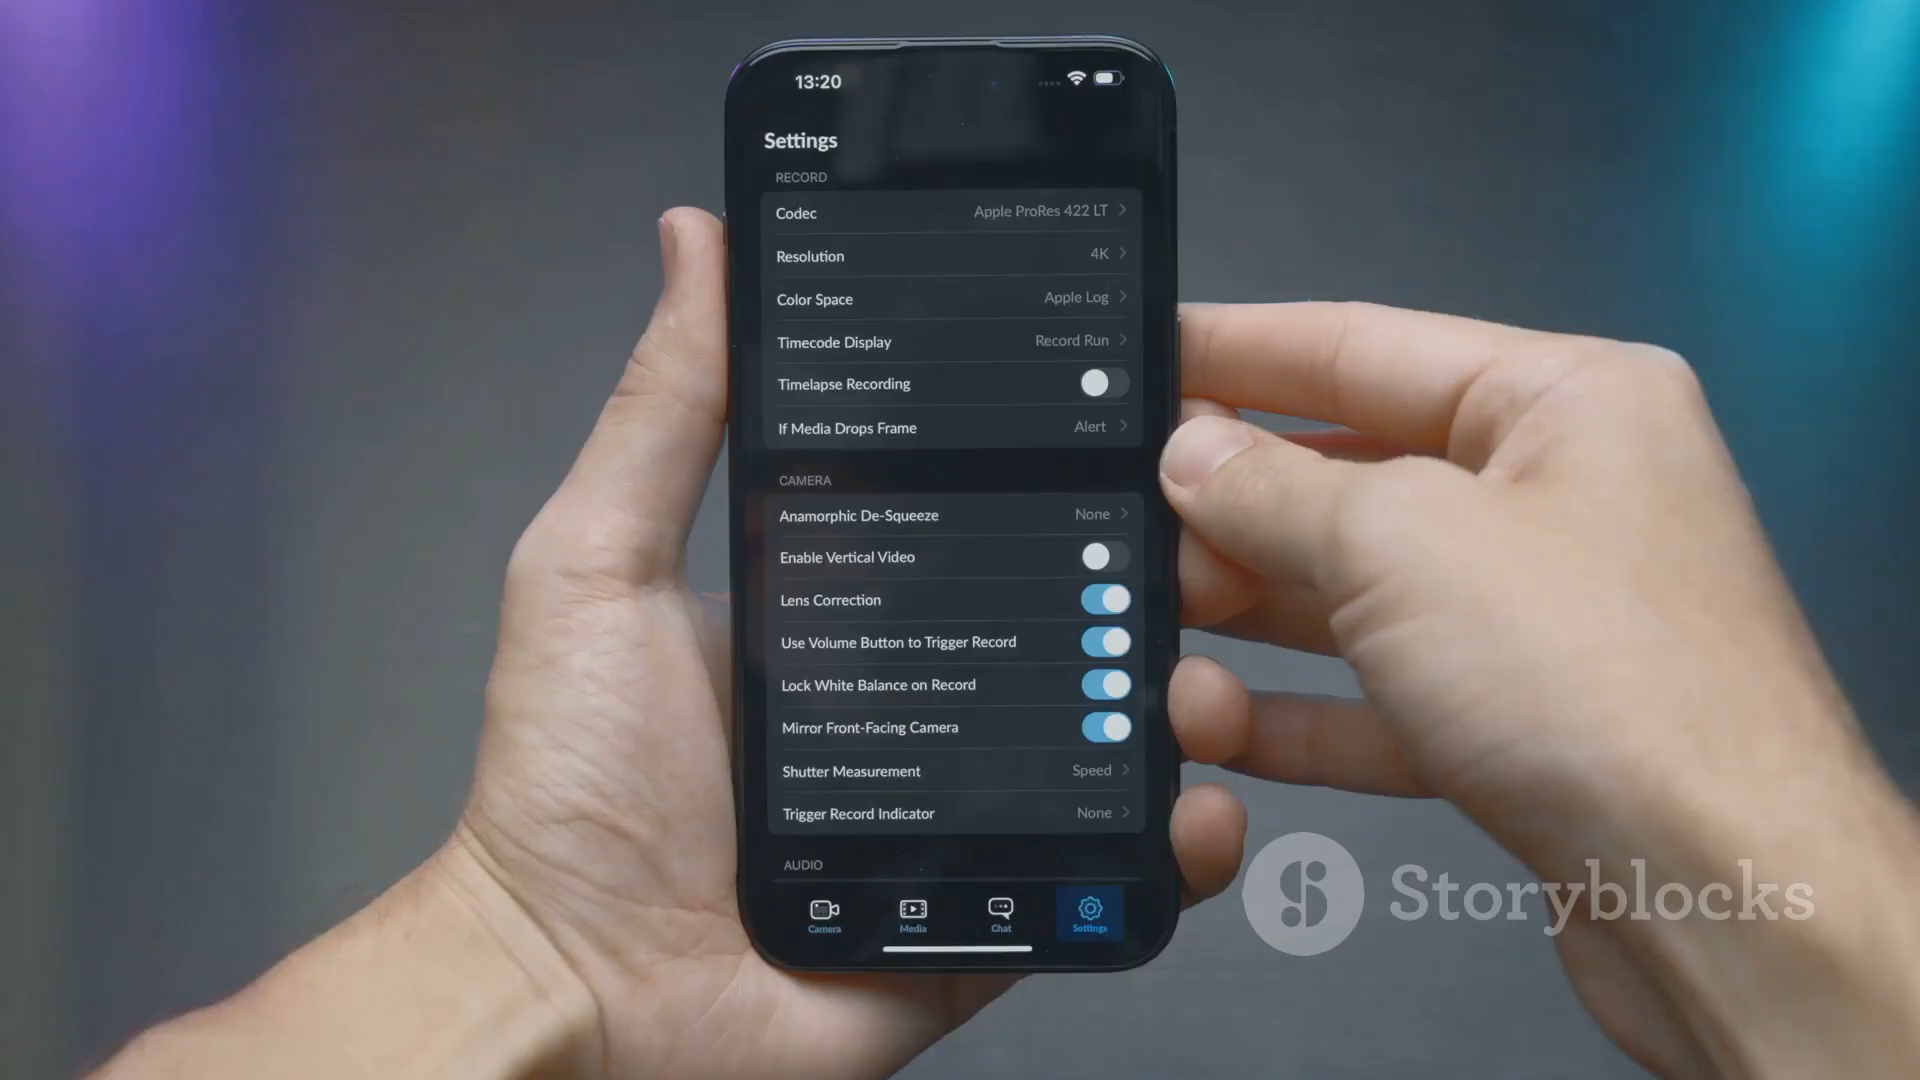 13:20
Settings
RECORD
Codec Apple ProRes 422 LT
Resolution 4K
Color Space Apple Log
Timecode Display Record Run
Timelapse Recording
If Media Drops Frame Alert
CAMERA
Anamorphic De-Squeeze None
Enable Vertical Video
Lens Correction
Use Volume Button to Trigger Record
Lock White Balance on Record
Mirror Front-Facing Camera
Shutter Measurement Speed
Trigger Record Indicator None
AUDIO
Camera Media Chat Settings
Storyblocks